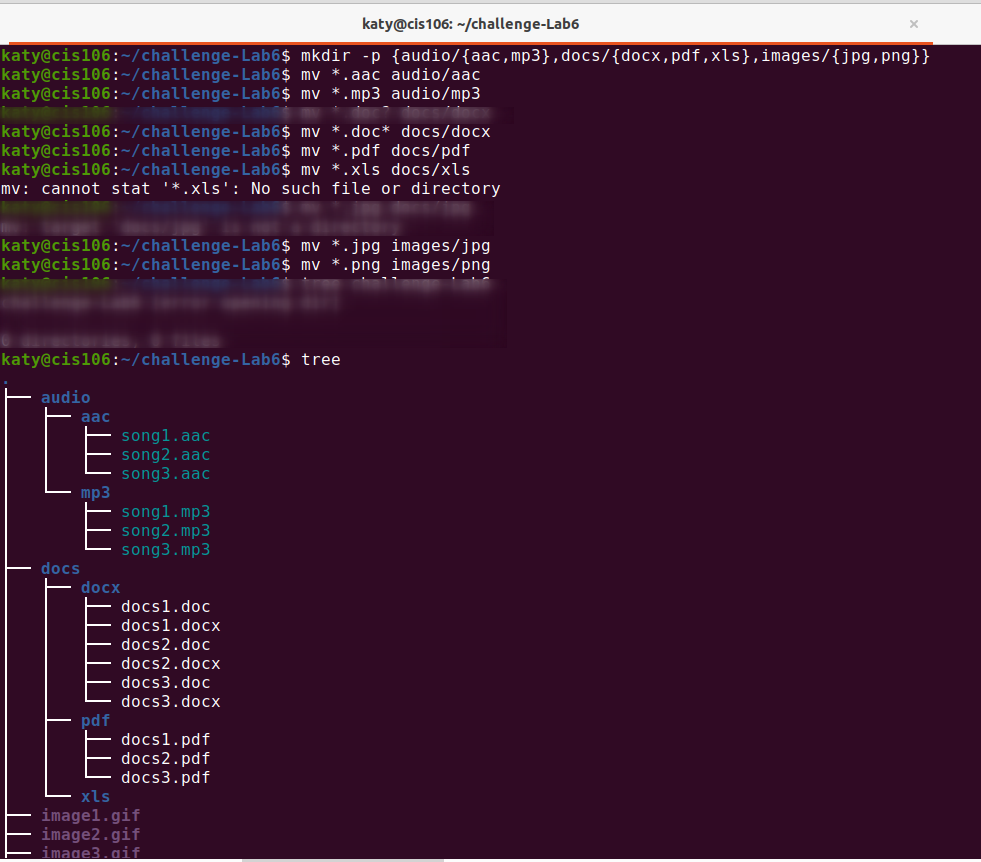 katy@cis106: ~/challenge-Lab6
katy@cis106:~/challenge-Lab6$ mkdir -p {audio/{aac,mp3},docs/{docx,pdf,xls},images/{jpg,png}}
katy@cis106:~/challenge-Lab6$ mv *.aac audio/aac
katy@cis106:~/challenge-Lab6$ mv *.mp3 audio/mp3
katy@cis106:~/challenge-Lab6$ mv *.doc* docs/docx
katy@cis106:~/challenge-Lab6$ mv *.pdf docs/pdf
katy@cis106:~/challenge-Lab6$ mv *.xls docs/xls
mv: cannot stat '*.xls': No such file or directory
katy@cis106:~/challenge-Lab6$ mv *.jpg images/jpg
katy@cis106:~/challenge-Lab6$ mv *.png images/png
katy@cis106:~/challenge-Lab6$ tree
.
audio
aac
song1.aac
song2.aac
song3.aac
mp3
song1.mp3
song2.mp3
song3.mp3
docs
docx
docs1.doc
docs1.docx
docs2.doc
docs2.docx
docs3.doc
docs3.docx
pdf
docs1.pdf
docs2.pdf
docs3.pdf
xls
image1.gif
image2.gif
image3.gif